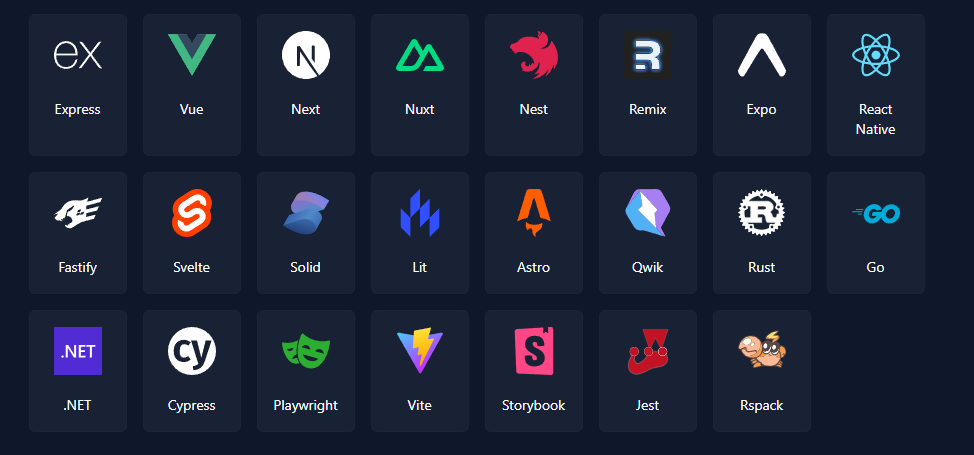 ex
Express
Vue
N
Next
Nuxt
Nest
R
Remix
Expo
React
Native
Fastify
S
Svelte
Solid
Lit
Astro
Qwik
R
Rust
GO
Go
.NET
.NET
cy
Cypress
Playwright
Vite
S
Storybook
Jest
Rspack